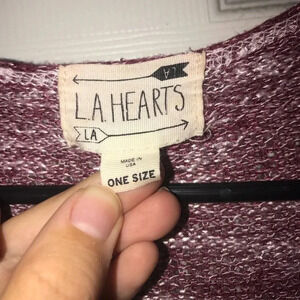 LA
L.A. HEARTS
LA
MADE IN
USA
ONE SIZE